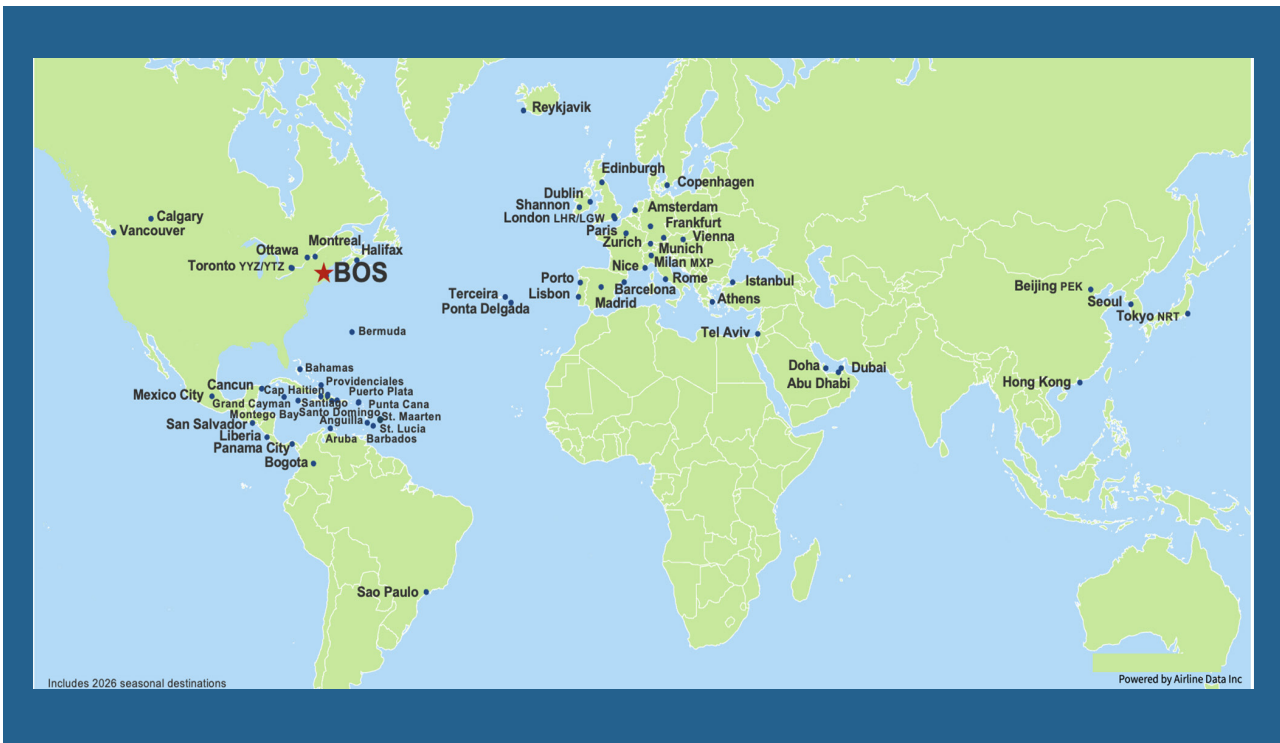 Reykjavik
Edinburgh
Copenhagen
Dublin
Shannon
Amsterdam
London LHR/LGW
Frankfurt
Paris
Vienna
Zurich
Munich
Milan MXP
Nice
Rome
Calgary
Vancouver
Montreal
Ottawa
Halifax
Toronto YYZ/YTZ
BOS
Porto
Barcelona
Istanbul
Lisbon
Madrid
Athens
Terceira
Ponta Delgada
Beijing PEK
Seoul
Tokyo NRT
Bermuda
Tel Aviv
Bahamas
Doha
Dubai
Abu Dhabi
Hong Kong
Cancun
Providenciales
Cap Haitien
Puerto Plata
Mexico City
Grand Cayman
Santiago
Punta Cana
Montego Bay
Santo Domingo
St. Maarten
San Salvador
Anguilla
St. Lucia
Liberia
Aruba
Barbados
Panama City
Bogota
Sao Paulo
Includes 2026 seasonal destinations
Powered by Airline Data Inc